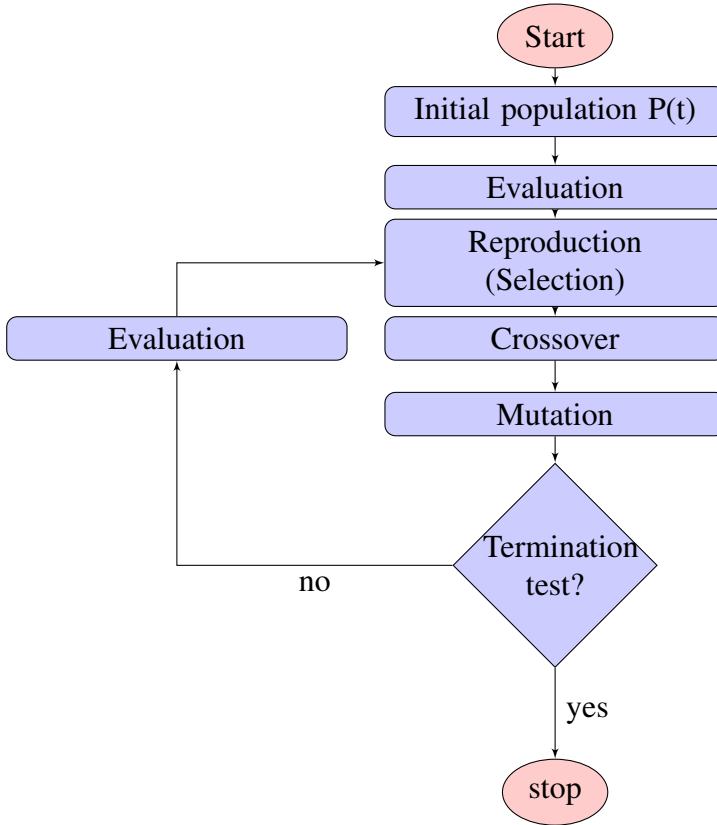 Start
Initial population P(t)
Evaluation
Reproduction
(Selection)
Evaluation
Crossover
Mutation
Termination
test?
no
yes
stop